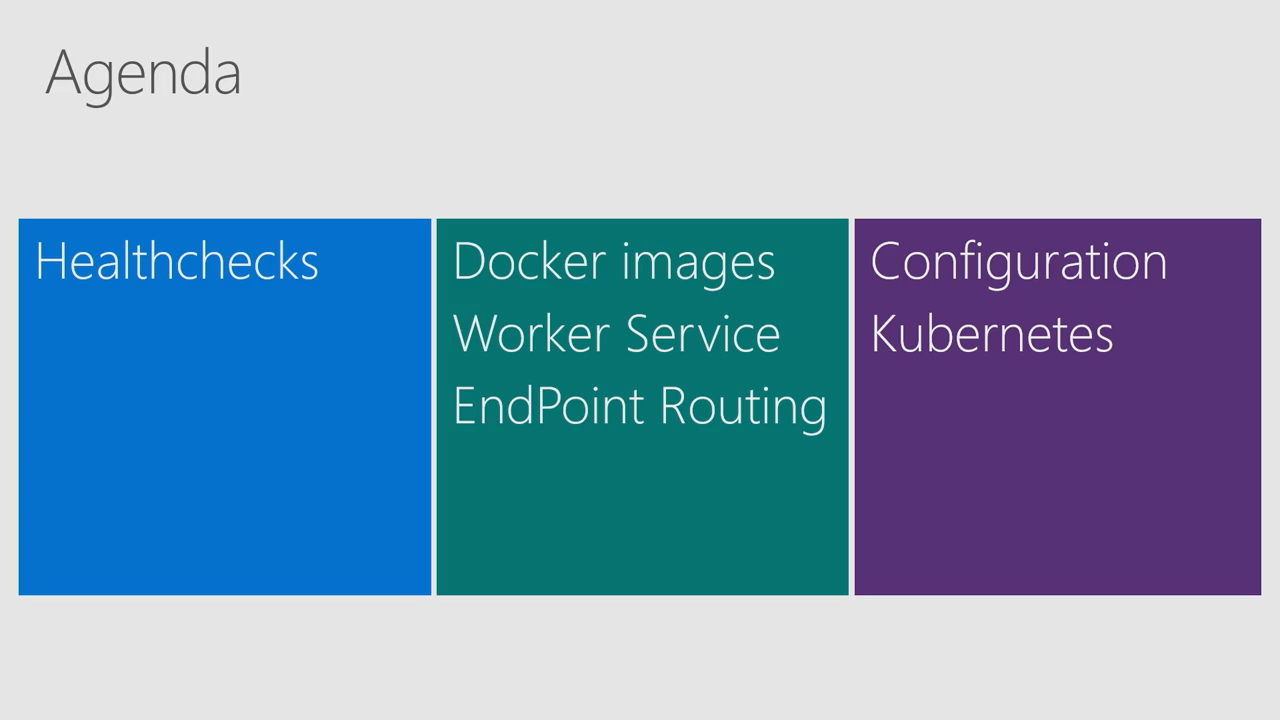 Agenda
Healthchecks
Docker images
Worker Service
EndPoint Routing
Configuration
Kubernetes